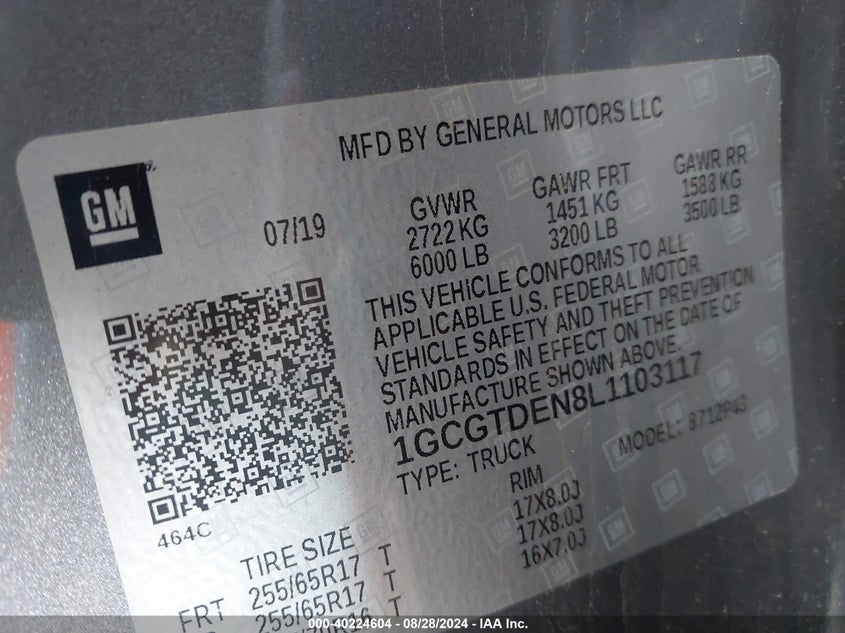 MFD BY GENERAL MOTORS LLC
GM
07/19
GVWR
2722 KG
6000 LB
GAWR FRT
1451 KG
3200 LB
GAWR RR
1588 KG
3500 LB
THIS VEHICLE CONFORMS TO ALL
APPLICABLE U.S. FEDERAL MOTOR
VEHICLE SAFETY AND THEFT PREVENTION
STANDARDS IN EFFECT ON THE DATE OF
MANUFACTURE SHOWN ABOVE.
1GCGTDEN8L1103117
TYPE: TRUCK
MODEL: 8712P43
464C
TIRE SIZE
RIM
FRT 255/65R17 T
17X8.0J
255/65R17 T
17X8.0J
T
16X7.0J
000-40224604 - 08/28/2024 - IAA Inc.